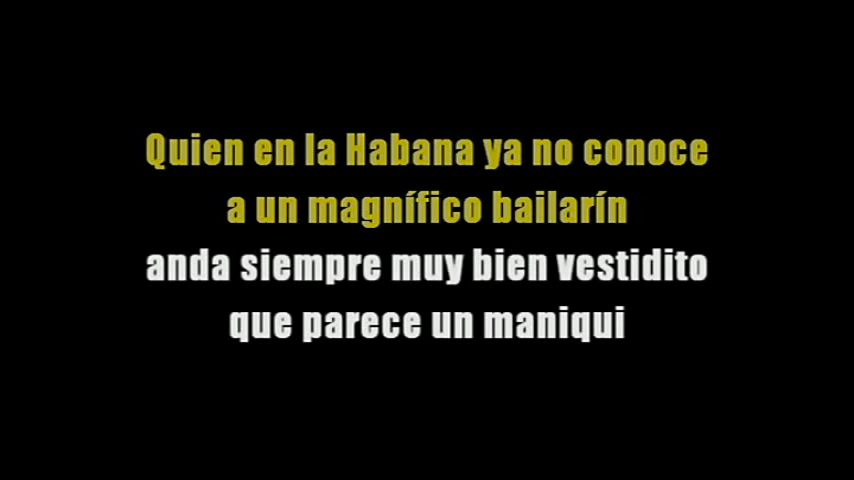 Quien en la Habana ya no conoce
a un magnífico bailarín
anda siempre muy bien vestidito
que parece un maniqui